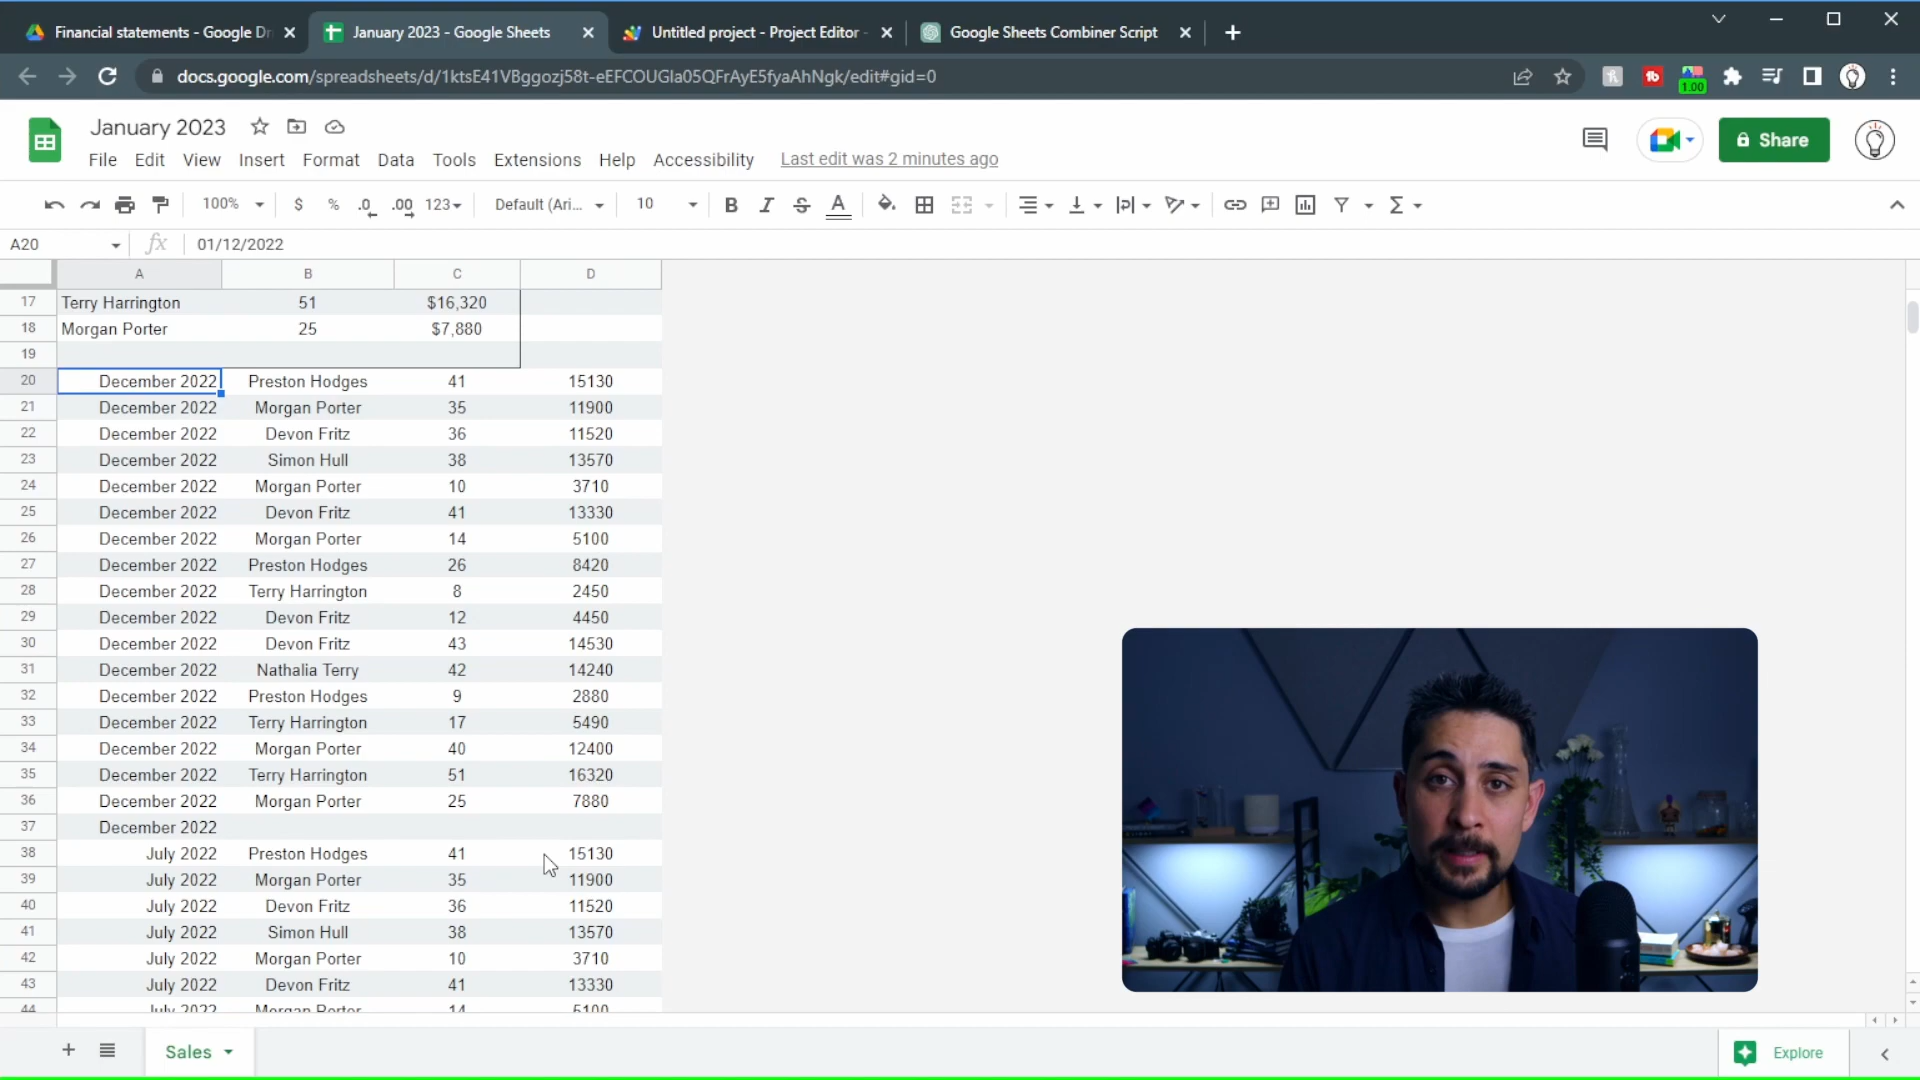 Financial statements - Google Dr
January 2023 - Google Sheets
Untitled project - Project Editor -
Google Sheets Combiner Script
docs.google.com/spreadsheets/d/1ktsE41VBggozj58t-eEFCOUGIa05QFrAyE5fyaAhNgk/edit#gid=0
1.00
January 2023
File Edit View Insert Format Data Tools Extensions Help Accessibility Last edit was 2 minutes ago
Share
100% $ % .0 .00 123 Default (Ari... 10 B I S A Σ
A20 fx 01/12/2022
A B C D
17 Terry Harrington 51 $16,320
18 Morgan Porter 25 $7,880
19
20 December 2022 Preston Hodges 41 15130
21 December 2022 Morgan Porter 35 11900
22 December 2022 Devon Fritz 36 11520
23 December 2022 Simon Hull 38 13570
24 December 2022 Morgan Porter 10 3710
25 December 2022 Devon Fritz 41 13330
26 December 2022 Morgan Porter 14 5100
27 December 2022 Preston Hodges 26 8420
28 December 2022 Terry Harrington 8 2450
29 December 2022 Devon Fritz 12 4450
30 December 2022 Devon Fritz 43 14530
31 December 2022 Nathalia Terry 42 14240
32 December 2022 Preston Hodges 9 2880
33 December 2022 Terry Harrington 17 5490
34 December 2022 Morgan Porter 40 12400
35 December 2022 Terry Harrington 51 16320
36 December 2022 Morgan Porter 25 7880
37 December 2022
38 July 2022 Preston Hodges 41 15130
39 July 2022 Morgan Porter 35 11900
40 July 2022 Devon Fritz 36 11520
41 July 2022 Simon Hull 38 13570
42 July 2022 Morgan Porter 10 3710
43 July 2022 Devon Fritz 41 13330
44 July 2022 Morgan Porter 14 5100
Sales
Explore